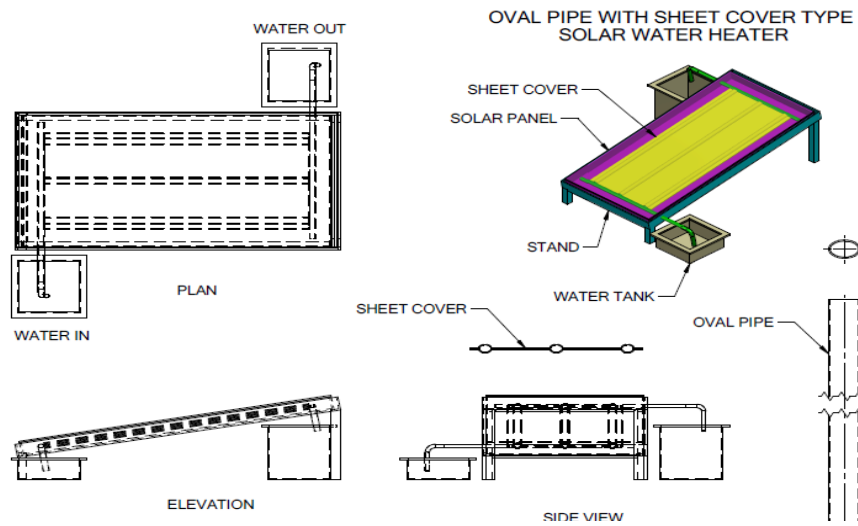 WATER OUT
OVAL PIPE WITH SHEET COVER TYPE
SOLAR WATER HEATER
SHEET COVER
SOLAR PANEL
STAND
WATER TANK
PLAN
WATER IN
SHEET COVER
OVAL PIPE
ELEVATION
SIDE VIEW